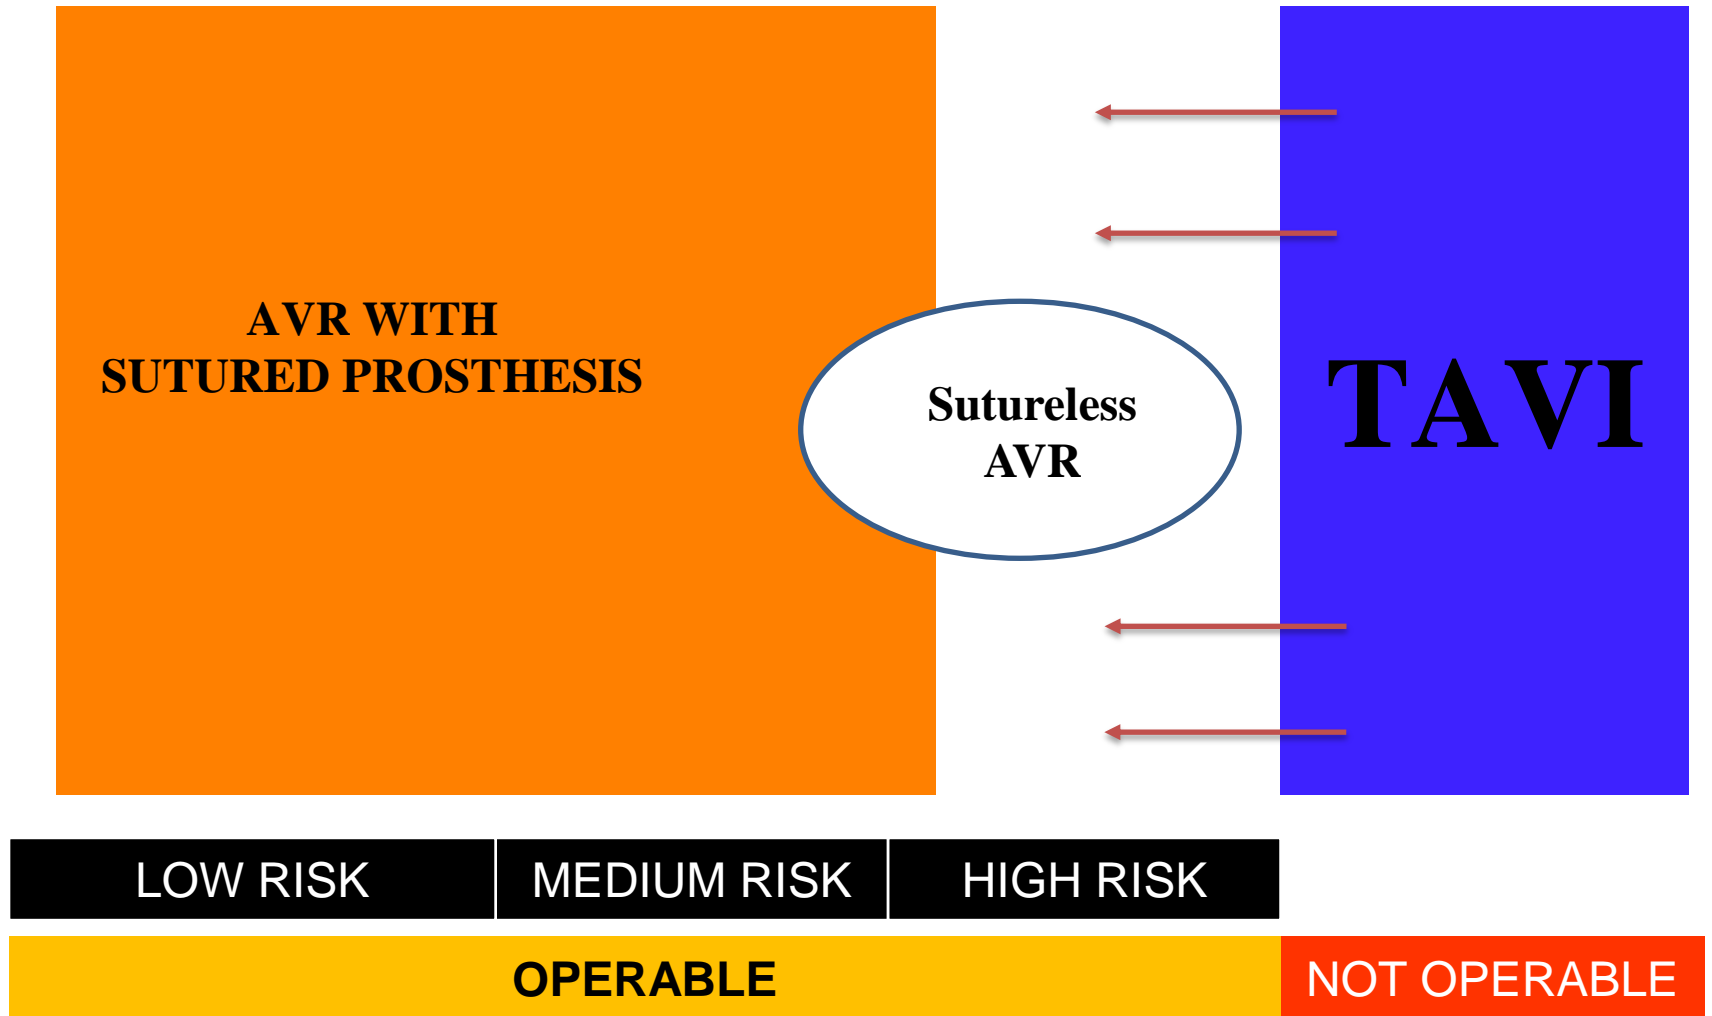 AVR WITH
SUTURED PROSTHESIS
Sutureless
AVR
TAVI
LOW RISK
MEDIUM RISK
HIGH RISK
OPERABLE
NOT OPERABLE